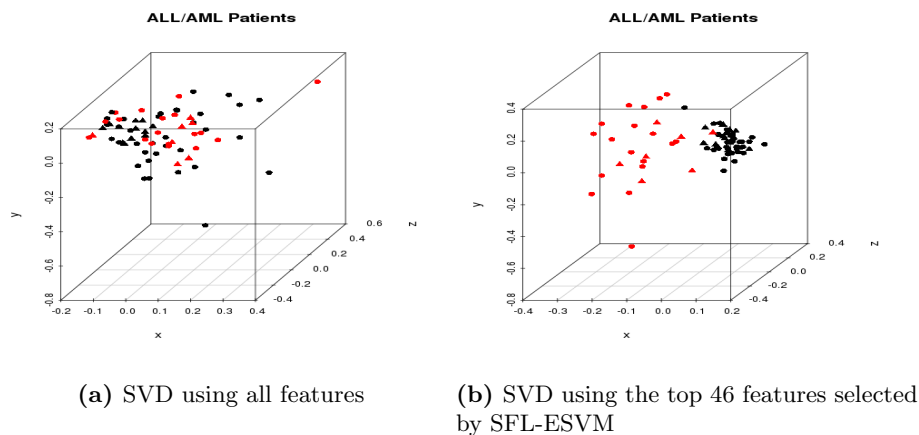 ALL/AML Patients
0.2
0.0
-0.2
-0.4
-0.6
-0.8
y
-0.2 -0.1 0.0 0.1 0.2 0.3 0.4
x
-0.4
-0.2
0.0
0.2
0.4
0.6
z
(a) SVD using all features
ALL/AML Patients
0.4
0.2
0.0
-0.2
-0.4
-0.6
-0.8
y
-0.4 -0.3 -0.2 -0.1 0.0 0.1 0.2
x
-0.4
-0.2
0.0
0.2
0.4
z
(b) SVD using the top 46 features selected
by SFL-ESVM